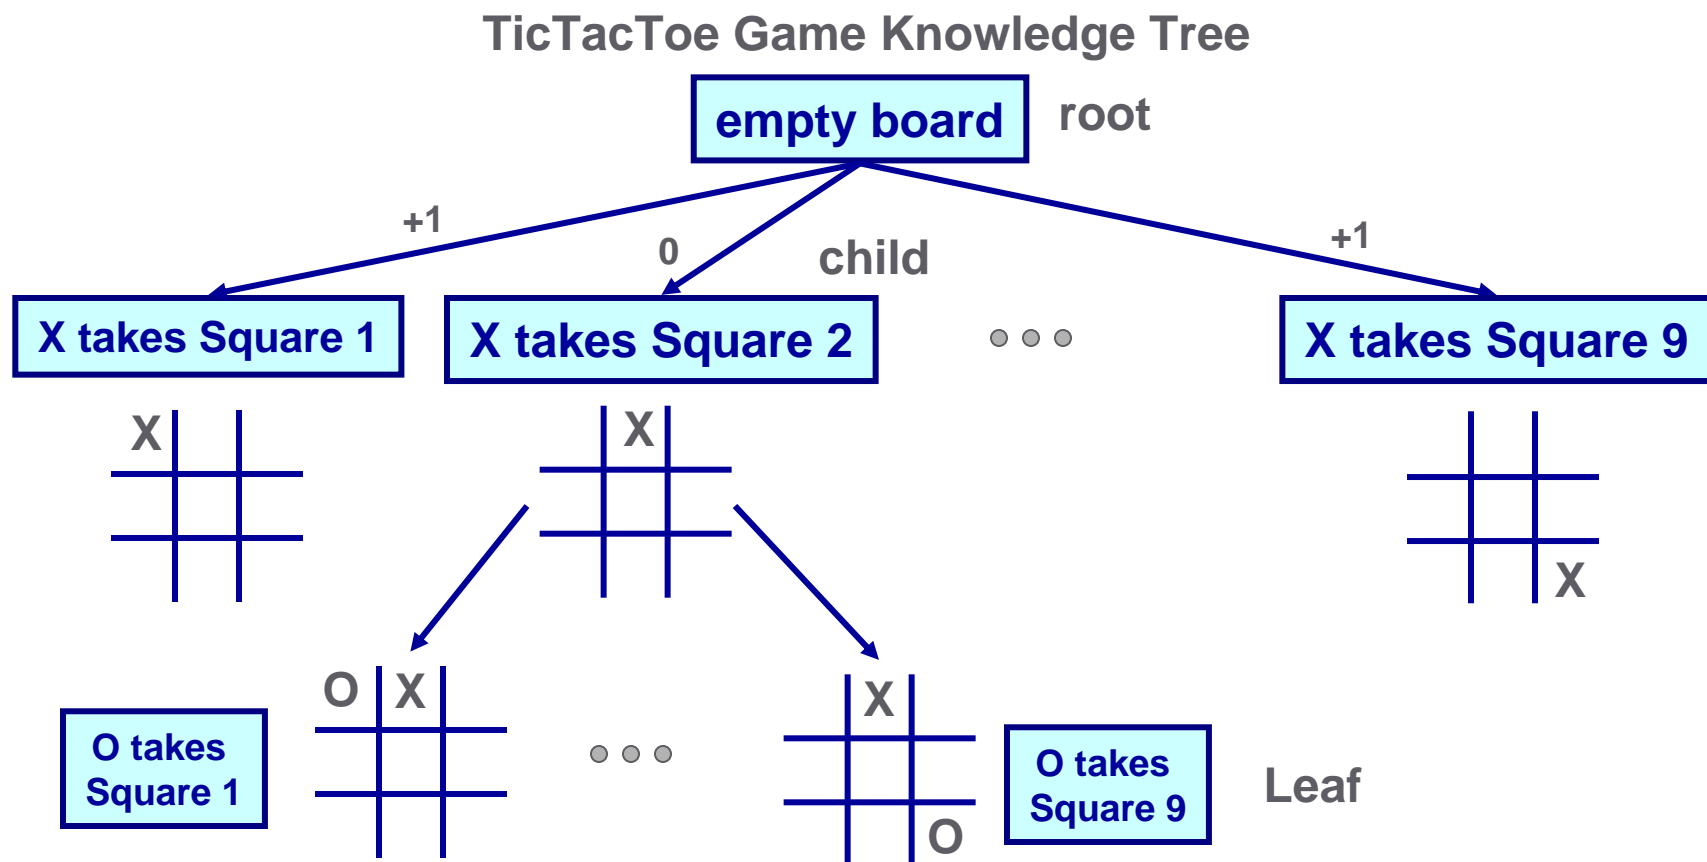 TicTacToe Game Knowledge Tree
empty board
root
+1
0
child
+1
X takes Square 1
X takes Square 2
X takes Square 9
X
X
X
O X
X
O takes
Square 1
O takes
Square 9
Leaf
O